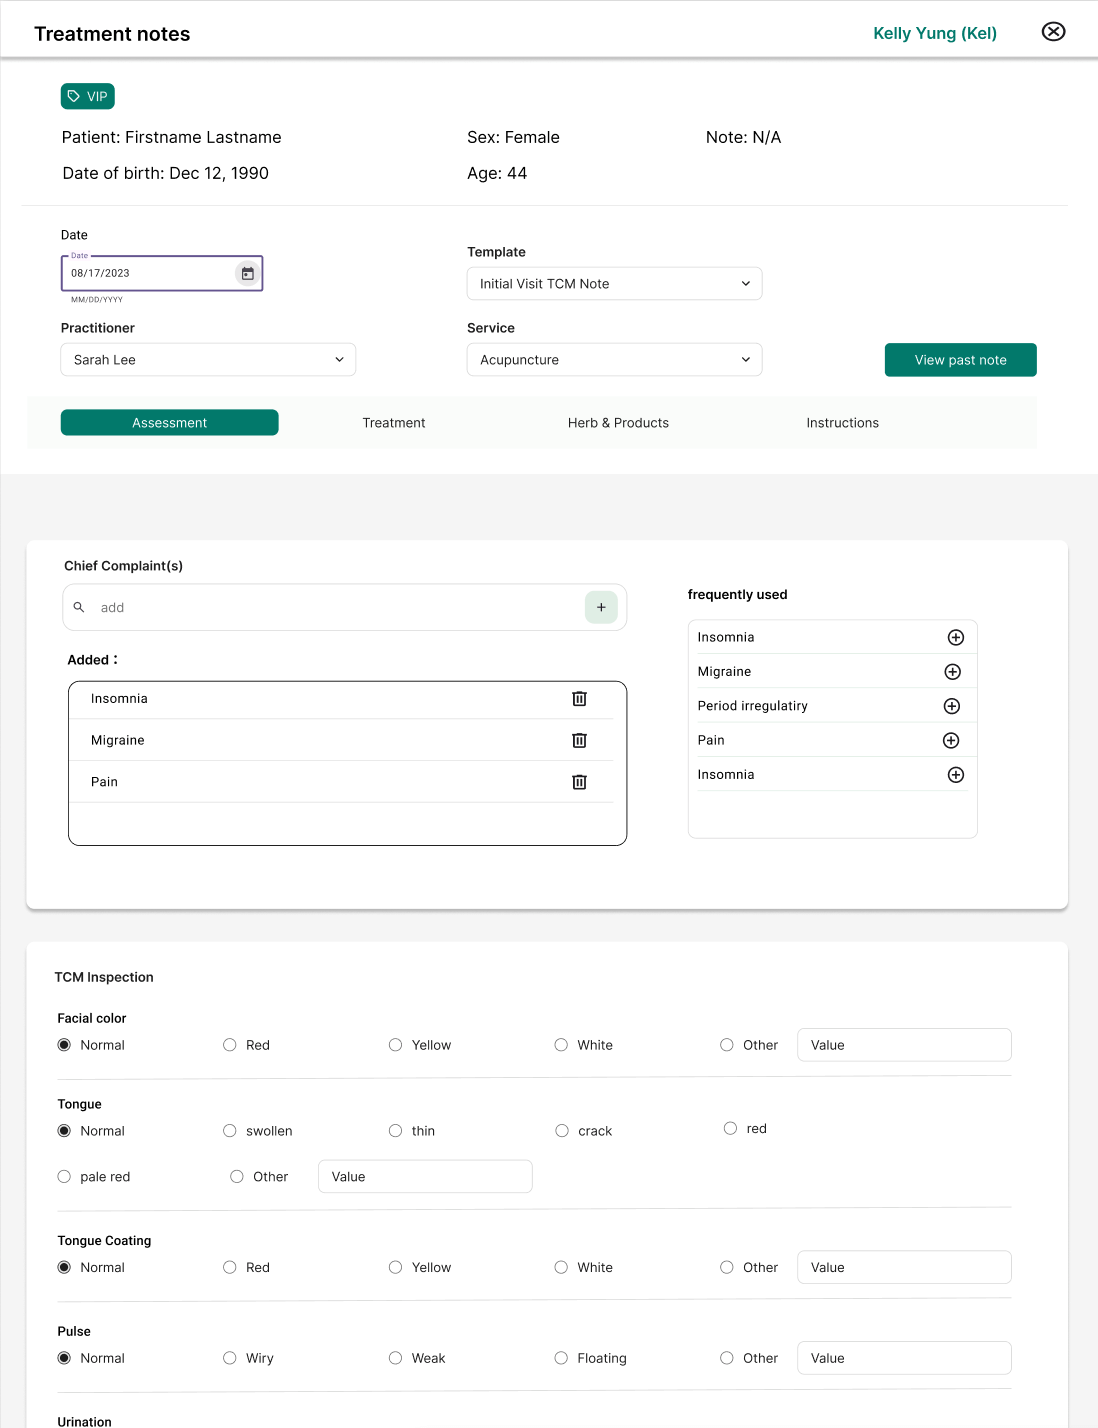 Treatment notes
Kelly Yung (Kel)
VIP
Patient: Firstname Lastname
Sex: Female
Note: N/A
Date of birth: Dec 12, 1990
Age: 44
Date
Date
08/17/2023
MM/DD/YYYY
Template
Initial Visit TCM Note
Practitioner
Sarah Lee
Service
Acupuncture
View past note
Assessment
Treatment
Herb & Products
Instructions
Chief Complaint(s)
add
+
Added：
Insomnia
Migraine
Pain
frequently used
Insomnia
Migraine
Period irregulatiry
Pain
Insomnia
TCM Inspection
Facial color
Normal Red Yellow White Other Value
Tongue
Normal swollen thin crack red
pale red Other Value
Tongue Coating
Normal Red Yellow White Other Value
Pulse
Normal Wiry Weak Floating Other Value
Urination